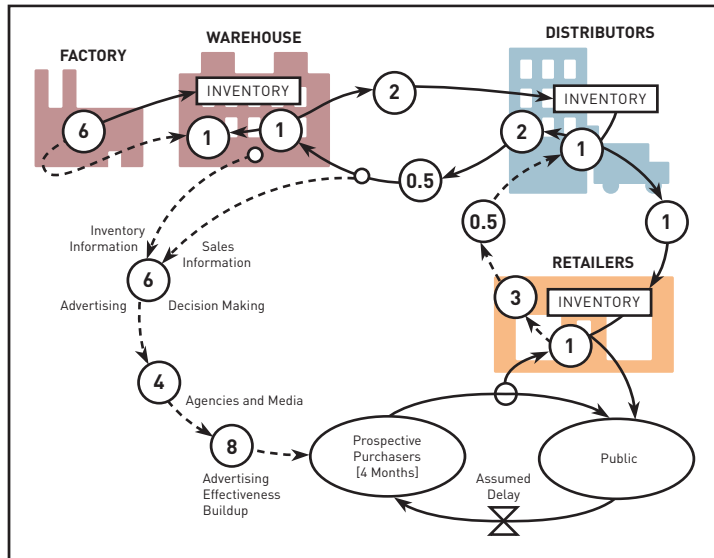 FACTORY
WAREHOUSE
DISTRIBUTORS
INVENTORY
2
INVENTORY
6
1
1
2
1
0.5
0.5
1
Inventory
Information
Sales
Information
RETAILERS
6
3
INVENTORY
Advertising
Decision Making
1
4
Agencies and Media
8
Prospective
Purchasers
[4 Months]
Public
Advertising
Effectiveness
Buildup
Assumed
Delay